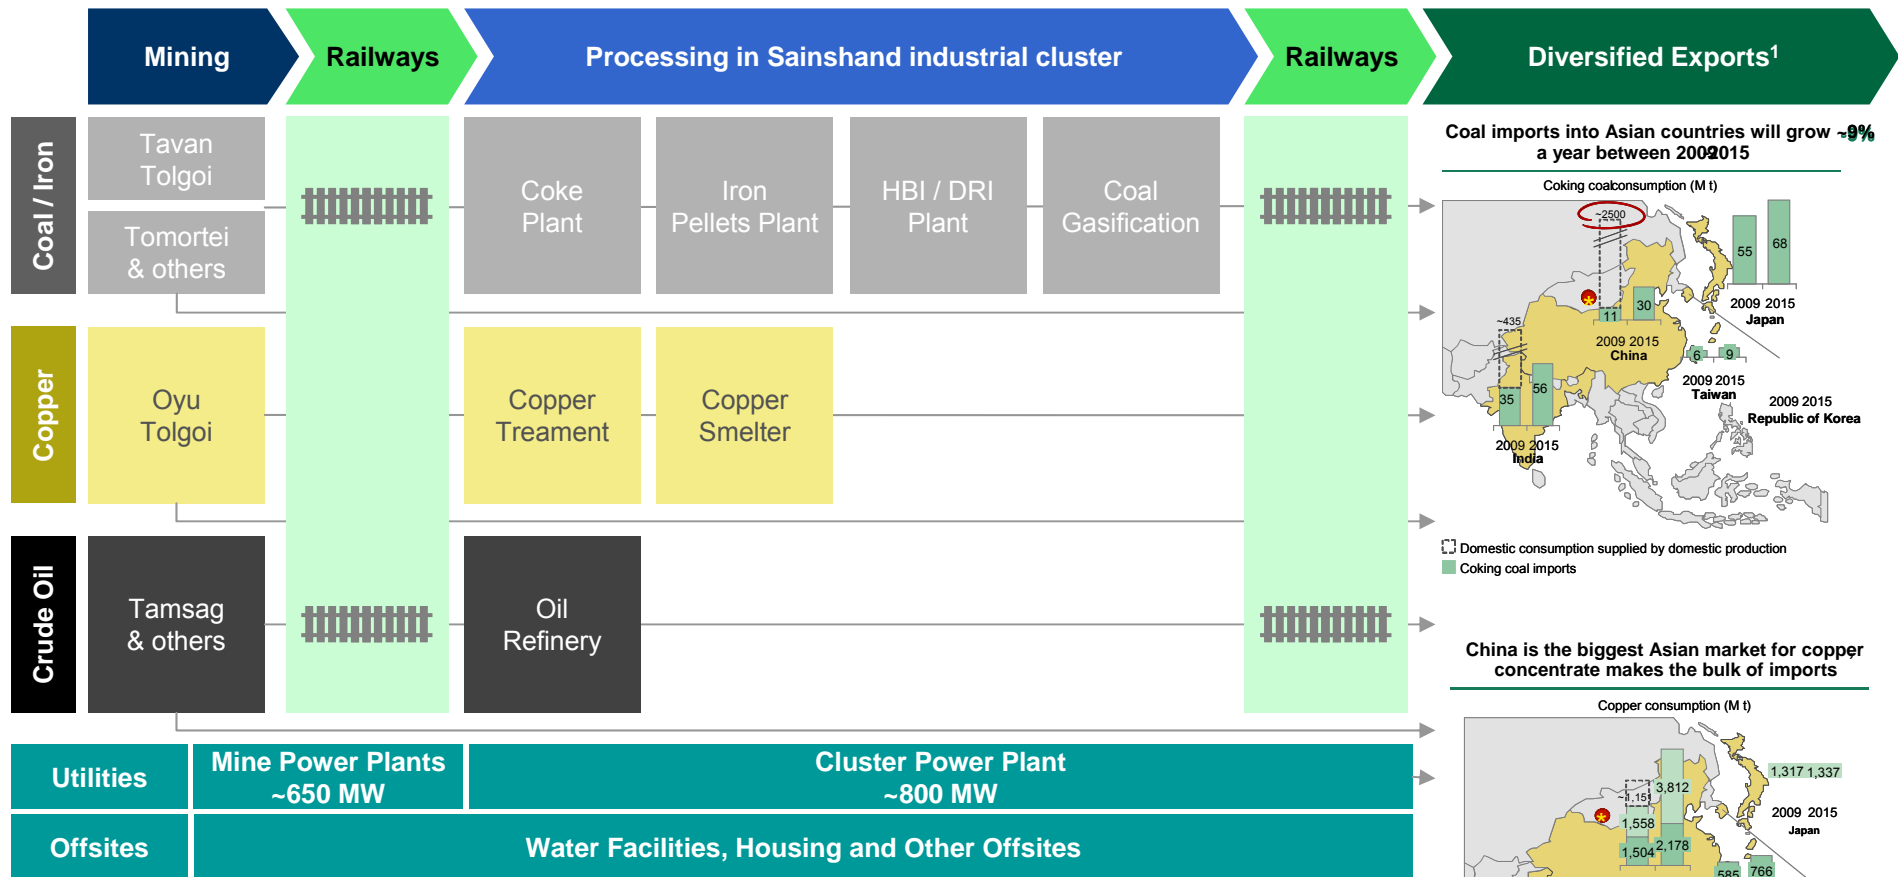 Mining
Railways
Processing in Sainshand industrial cluster
Railways
Diversified Exports1
Coal / Iron
Tavan
Tolgoi
Tomortei
& others
Coke
Plant
Iron
Pellets Plant
HBI / DRI
Plant
Coal
Gasification
Copper
Oyu
Tolgoi
Copper
Treament
Copper
Smelter
Crude Oil
Tamsag
& others
Oil
Refinery
Utilities
Mine Power Plants
~650 MW
Cluster Power Plant
~800 MW
Offsites
Water Facilities, Housing and Other Offsites
Coal imports into Asian countries will grow ~9%
a year between 2009-2015
Coking coalconsumption (M t)
~2500
55
68
2009 2015
Japan
11
30
2009 2015
China
~435
35
56
2009 2015
India
6
9
2009 2015
Taiwan
2009 2015
Republic of Korea
Domestic consumption supplied by domestic production
Coking coal imports
China is the biggest Asian market for copper,
concentrate makes the bulk of imports
Copper consumption (M t)
3,812
1,558
1,504
2,178
1,317 1,337
2009 2015
Japan
585
766